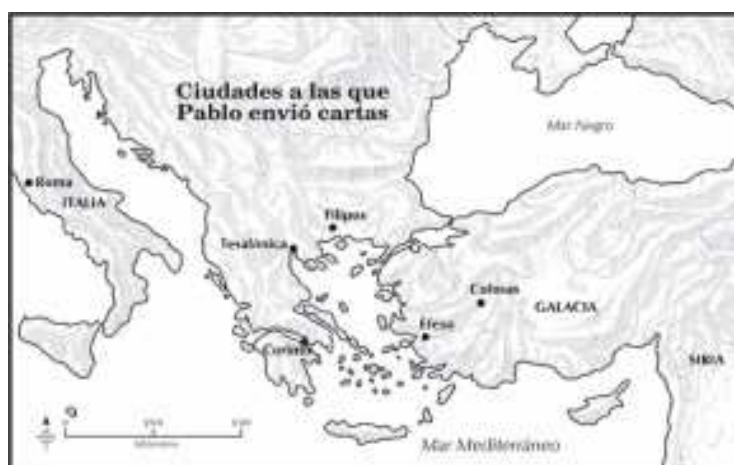 Ciudades a las que
Pablo envió cartas
Mar Negro
Roma
ITALIA
Filipos
Tesalónica
Colosas
GALACIA
Éfeso
Corinto
SIRIA
0
Mar Mediterráneo